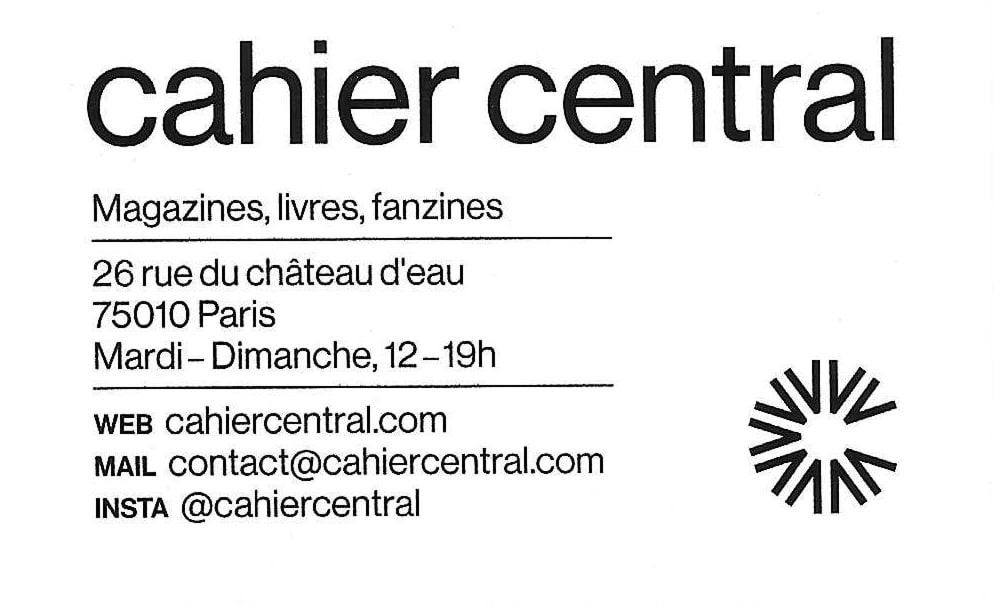 cahier central
Magazines, livres, fanzines
26 rue du château d'eau
75010 Paris
Mardi – Dimanche, 12 – 19h
WEB cahiercentral.com
MAIL contact@cahiercentral.com
INSTA @cahiercentral